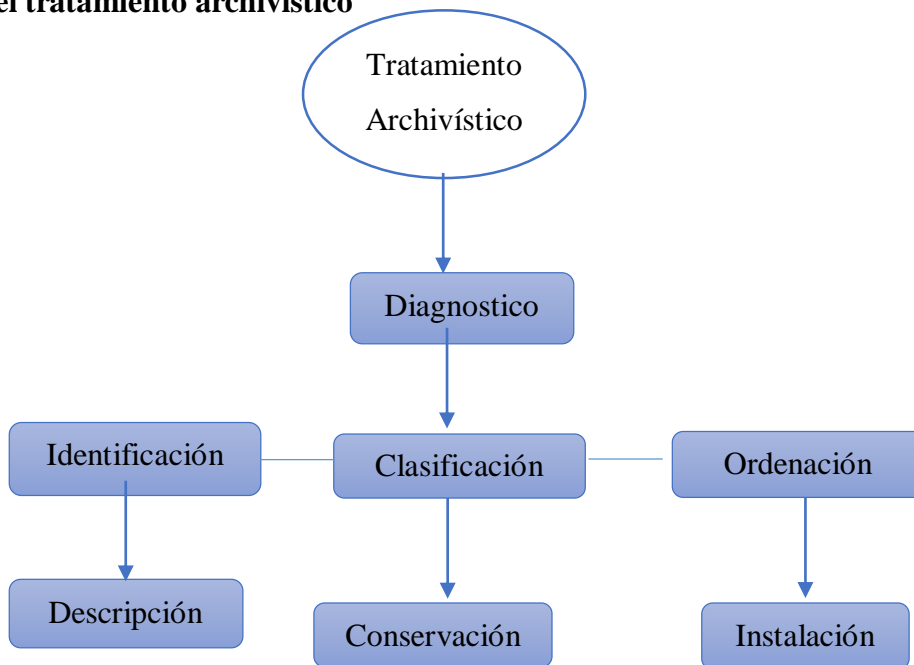 el tratamiento archivístico
Tratamiento
Archivístico
Diagnostico
Identificación
Clasificación
Ordenación
Descripción
Conservación
Instalación